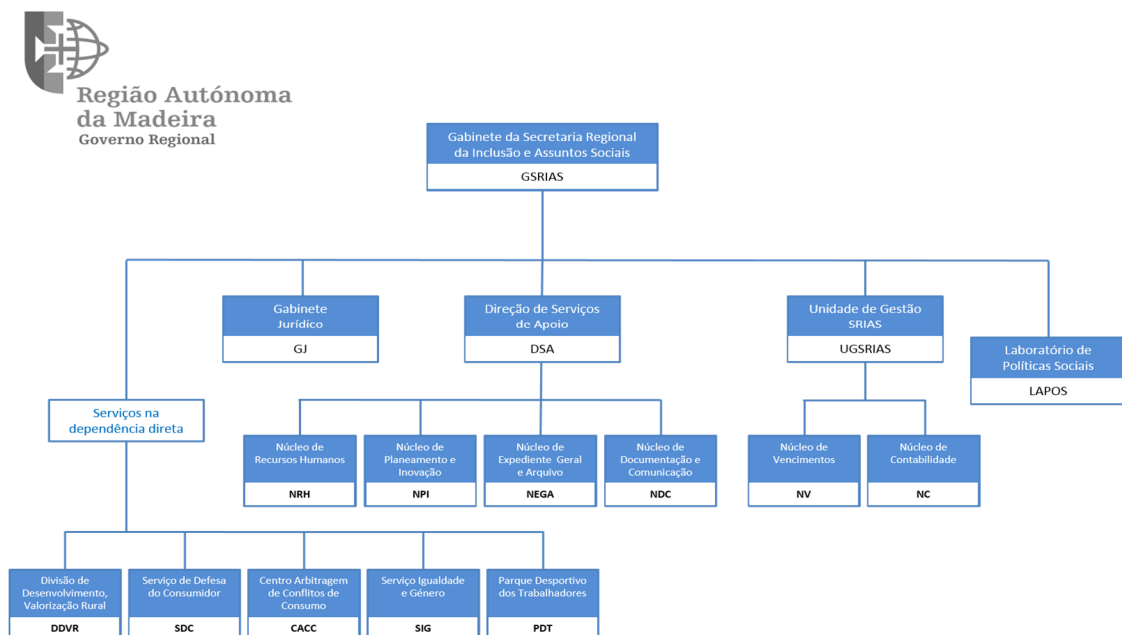 Região Autónoma
da Madeira
Governo Regional
Gabinete da Secretaria Regional
da Inclusão e Assuntos Sociais
GSRIAS
Gabinete
Jurídico
GJ
Direção de Serviços
de Apoio
DSA
Unidade de Gestão
SRIAS
UGSRIAS
Laboratório de
Políticas Sociais
LAPOS
Serviços na
dependência direta
Núcleo de
Recursos Humanos
NRH
Núcleo de
Planeamento e
Inovação
NPI
Núcleo de
Expediente Geral
e Arquivo
NEGA
Núcleo de
Documentação e
Comunicação
NDC
Núcleo de
Vencimentos
NV
Núcleo de
Contabilidade
NC
Divisão de
Desenvolvimento,
Valorização Rural
DDVR
Serviço de Defesa
do Consumidor
SDC
Centro Arbitragem
de Conflitos de
Consumo
CACC
Serviço Igualdade
e Género
SIG
Parque Desportivo
dos Trabalhadores
PDT